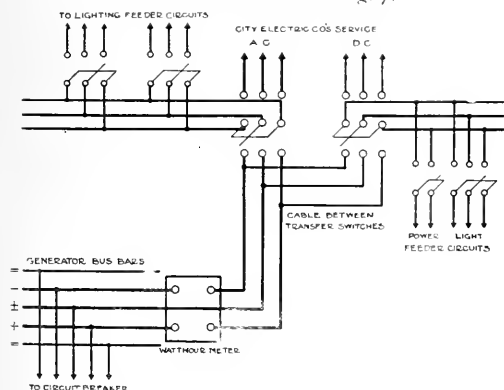 TO LIGHTING FEEDER CIRCUITS
CITY ELECTRIC CO'S SERVICE
A C
D C
CABLE BETWEEN
TRANSFER SWITCHES
POWER LIGHT
FEEDER CIRCUITS
GENERATOR BUS BARS
=
−
±
+
=
WATTHOUR METER
TO CIRCUIT BREAKER